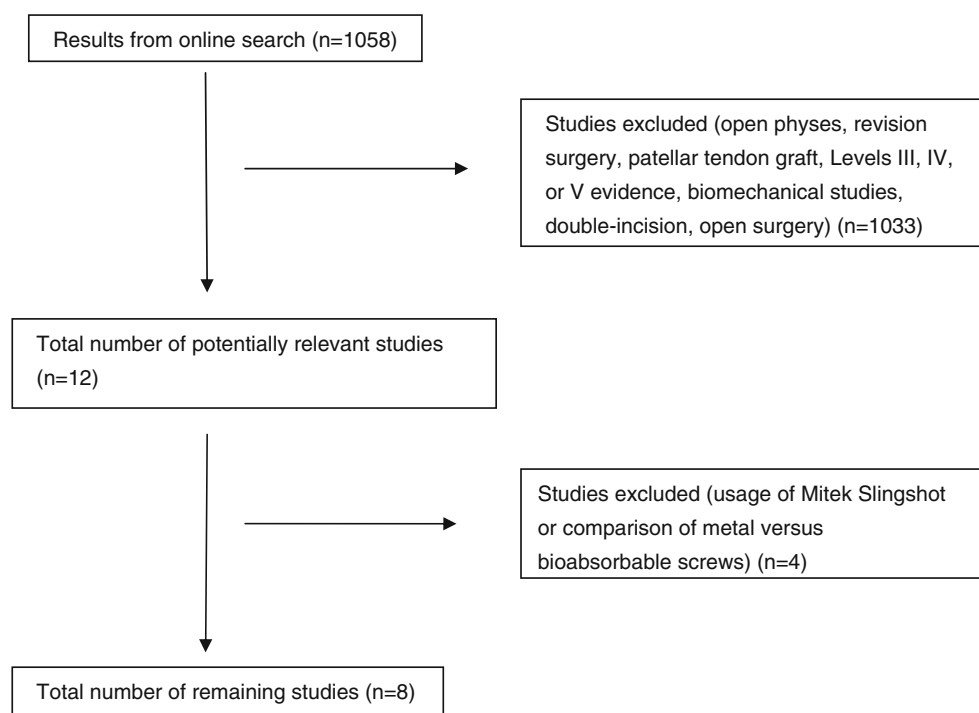 Results from online search (n=1058)
Studies excluded (open physes, revision
surgery, patellar tendon graft, Levels III, IV,
or V evidence, biomechanical studies,
double-incision, open surgery) (n=1033)
Total number of potentially relevant studies
(n=12)
Studies excluded (usage of Mitek Slingshot
or comparison of metal versus
bioabsorbable screws) (n=4)
Total number of remaining studies (n=8)